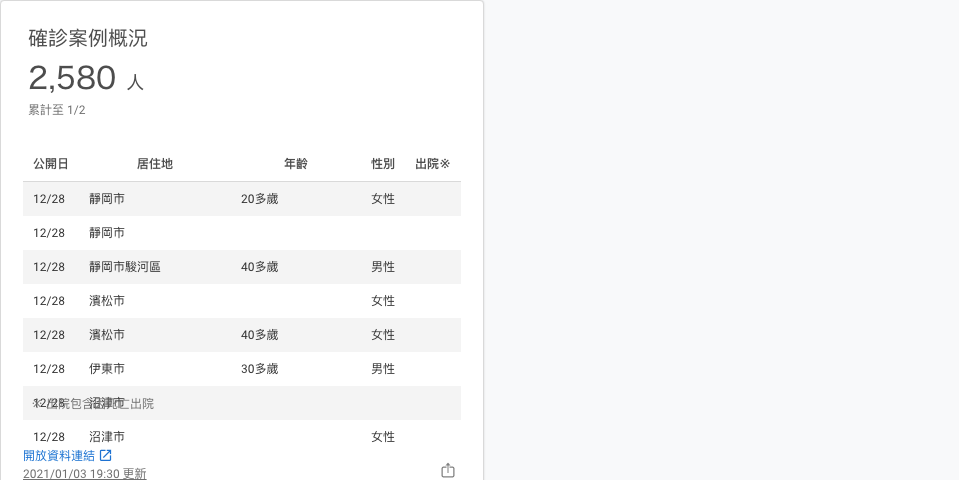 確診案例概況
2,580 人
累計至 1/2
公開日 居住地 年齡 性別 出院※
12/28 靜岡市 20多歲 女性
12/28 靜岡市
12/28 靜岡市駿河區 40多歲 男性
12/28 濱松市 女性
12/28 濱松市 40多歲 女性
12/28 伊東市 30多歲 男性
12/28 沼津市
※ 出院包含因死亡出院
12/28 沼津市 女性
開放資料連結
2021/01/03 19:30 更新